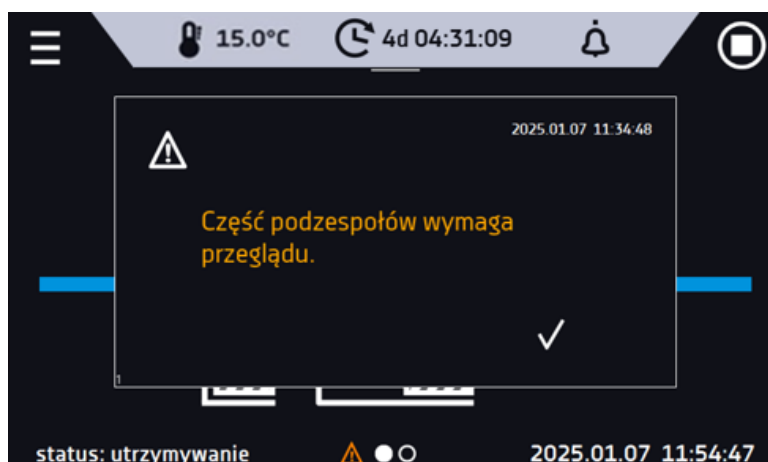 15.0°C 4d 04:31:09
2025.01.07 11:34:48
Część podzespołów wymaga
przeglądu.
1
status: utrzymywanie 2025.01.07 11:54:47